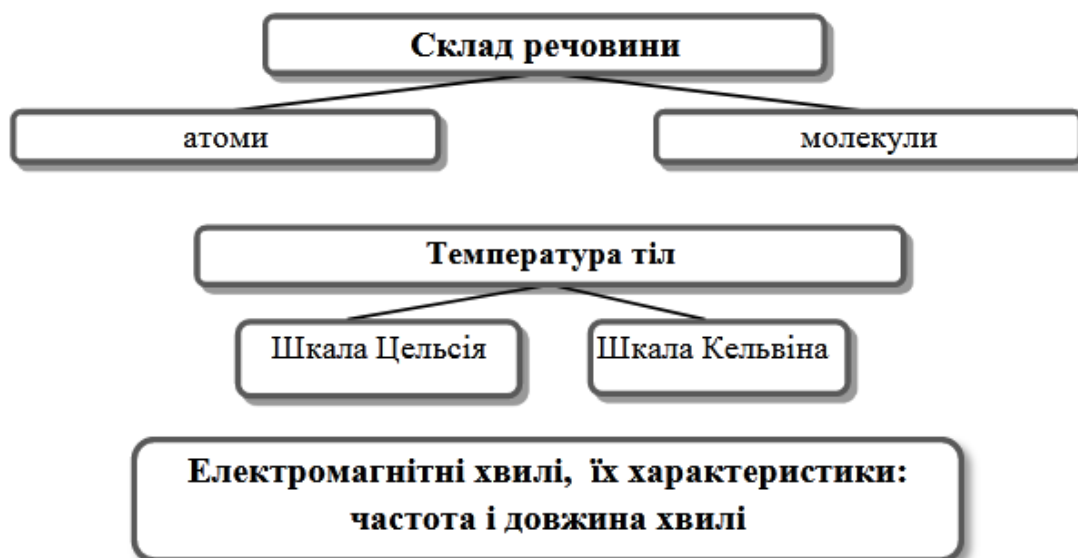 Склад речовини
атоми
молекули
Температура тіл
Шкала Цельсія
Шкала Кельвіна
Електромагнітні хвилі, їх характеристики:
частота і довжина хвилі